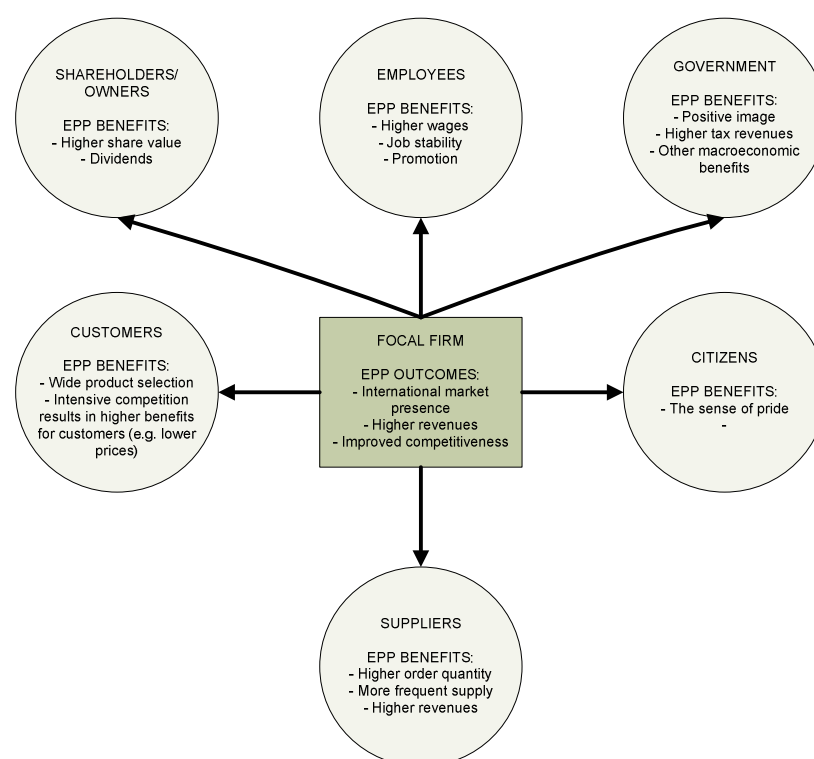 SHAREHOLDERS/
OWNERS
EPP BENEFITS:
- Higher share value
- Dividends
EMPLOYEES
EPP BENEFITS:
- Higher wages
- Job stability
- Promotion
GOVERNMENT
EPP BENEFITS:
- Positive image
- Higher tax revenues
- Other macroeconomic
benefits
CUSTOMERS
EPP BENEFITS:
- Wide product selection
- Intensive competition
results in higher benefits
for customers (e.g. lower
prices)
FOCAL FIRM
EPP OUTCOMES:
- International market
presence
- Higher revenues
- Improved competitiveness
CITIZENS
EPP BENEFITS:
- The sense of pride
-
SUPPLIERS
EPP BENEFITS:
- Higher order quantity
- More frequent supply
- Higher revenues